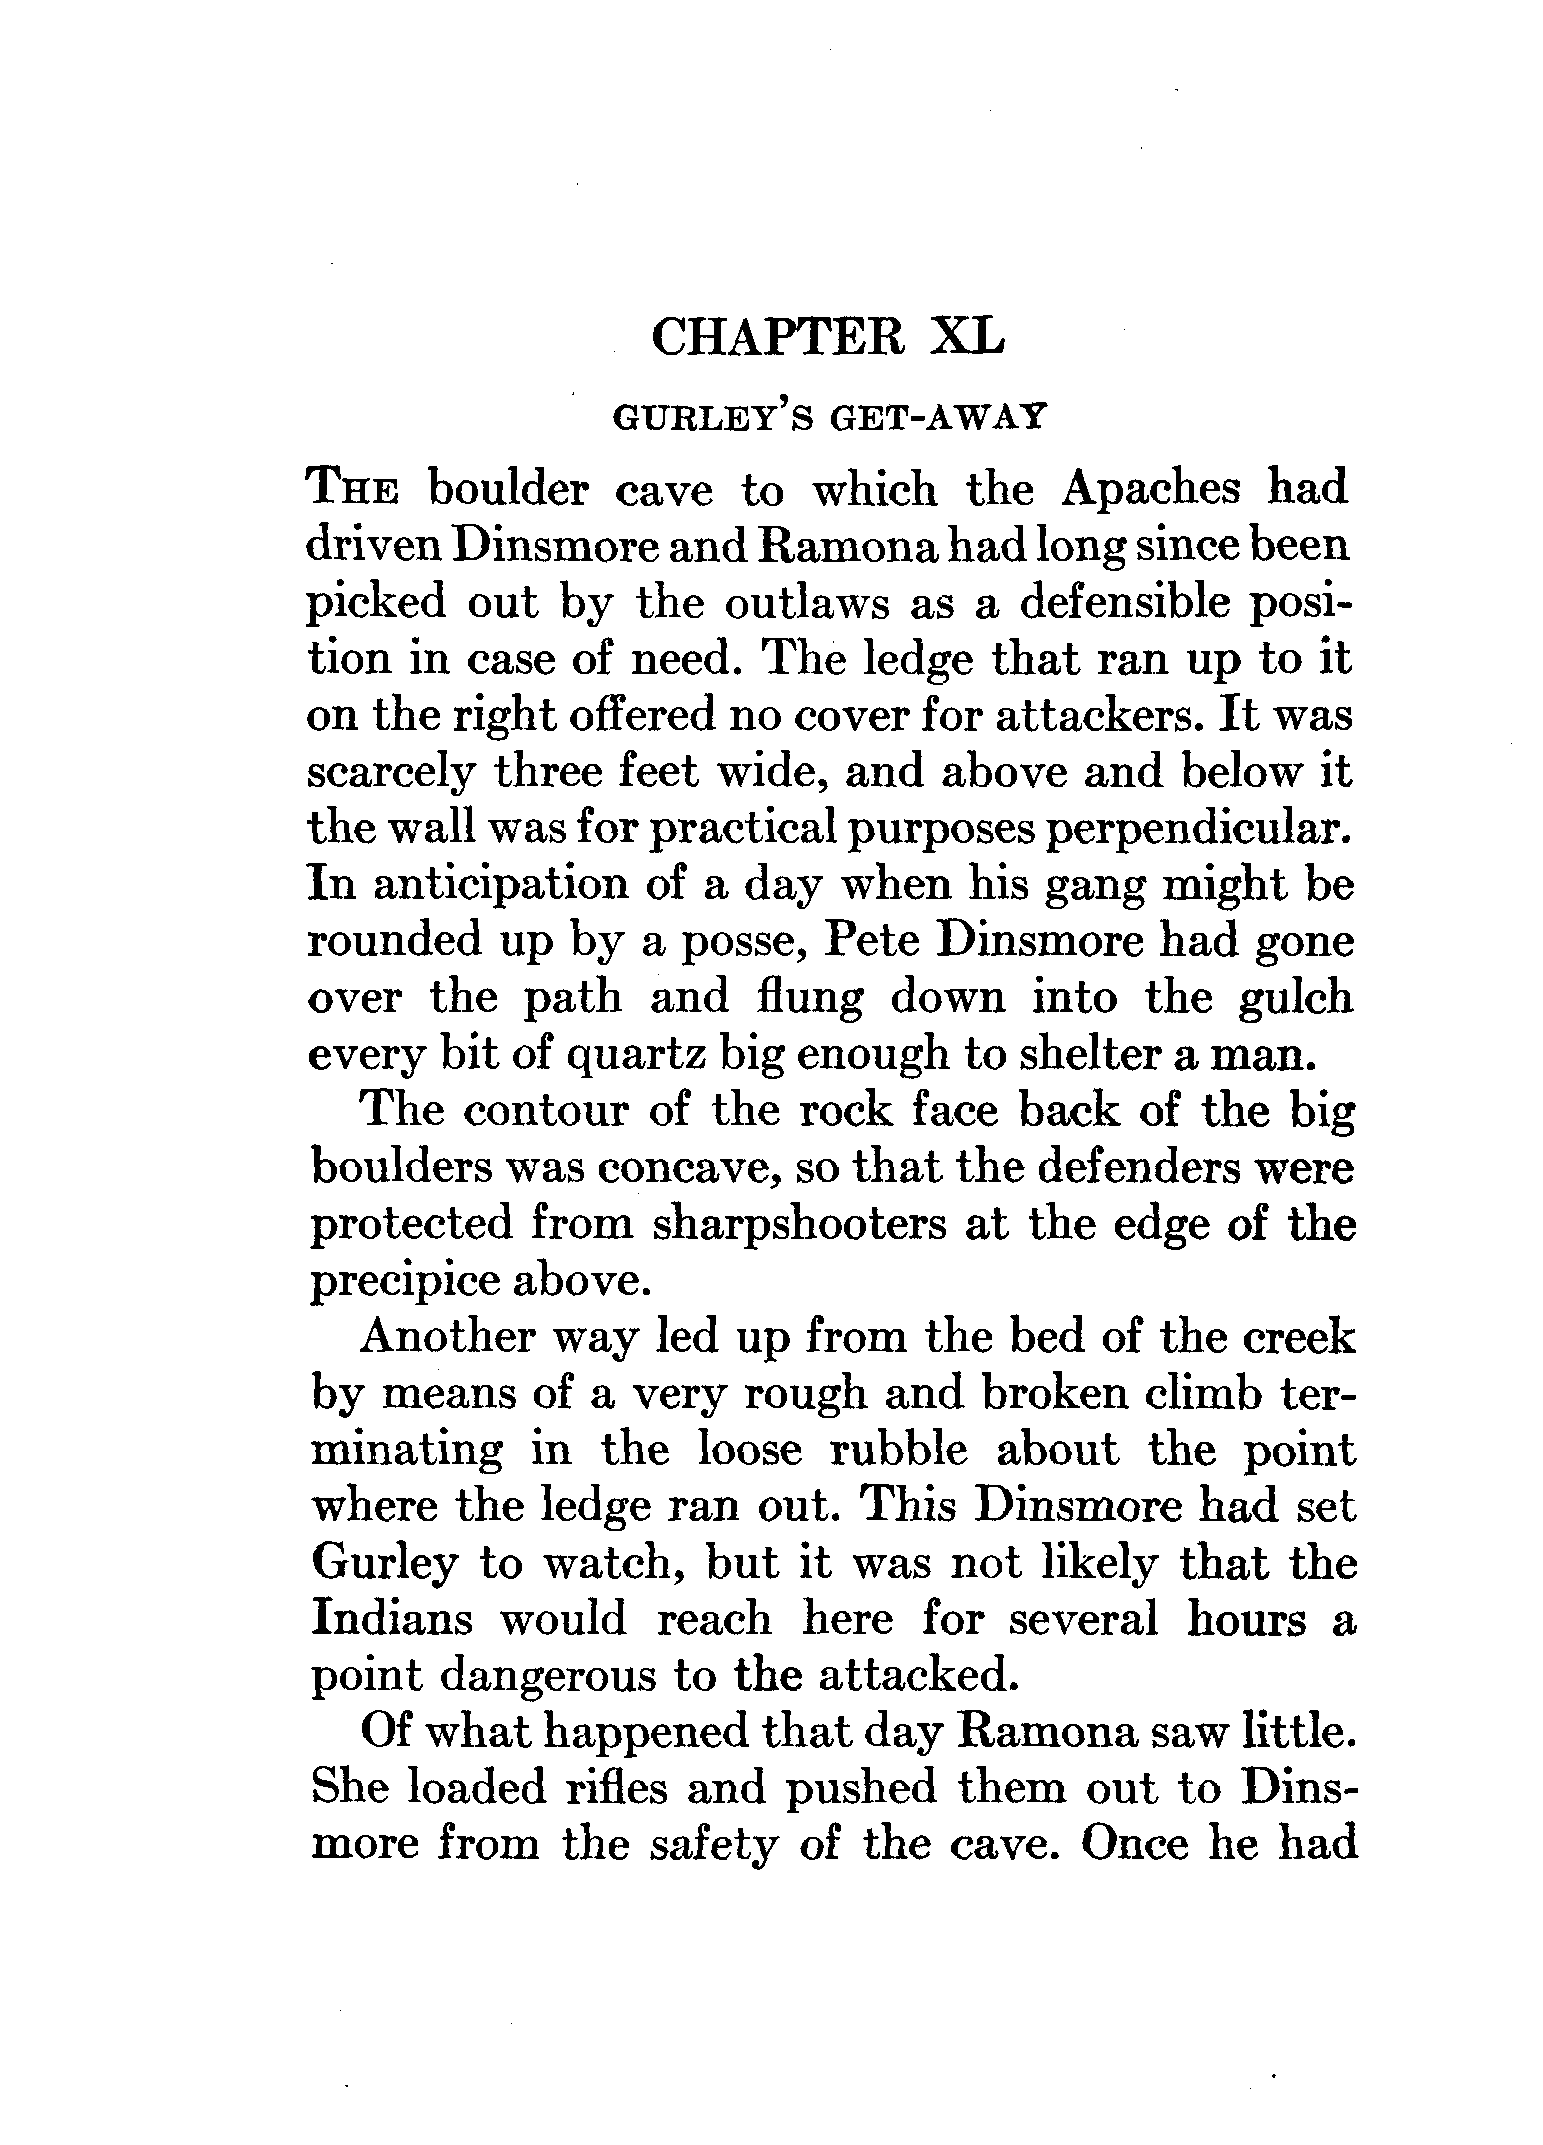 CHAPTER XL
GURLEY'S GET-AWAY
THE boulder cave to which the Apaches had
driven Dinsmore and Ramona had long since been
picked out by the outlaws as a defensible posi-
tion in case of need. The ledge that ran up to it
on the right offered no cover for attackers. It was
scarcely three feet wide, and above and below it
the wall was for practical purposes perpendicular.
In anticipation of a day when his gang might be
rounded up by a posse, Pete Dinsmore had gone
over the path and flung down into the gulch
every bit of quartz big enough to shelter a man.
The contour of the rock face back of the big
boulders was concave, so that the defenders were
protected from sharpshooters at the edge of the
precipice above.
Another way led up from the bed of the creek
by means of a very rough and broken climb ter-
minating in the loose rubble about the point
where the ledge ran out. This Dinsmore had set
Gurley to watch, but it was not likely that the
Indians would reach here for several hours a
point dangerous to the attacked.
Of what happened that day Ramona saw little.
She loaded rifles and pushed them out to Dins-
more from the safety of the cave. Once he had